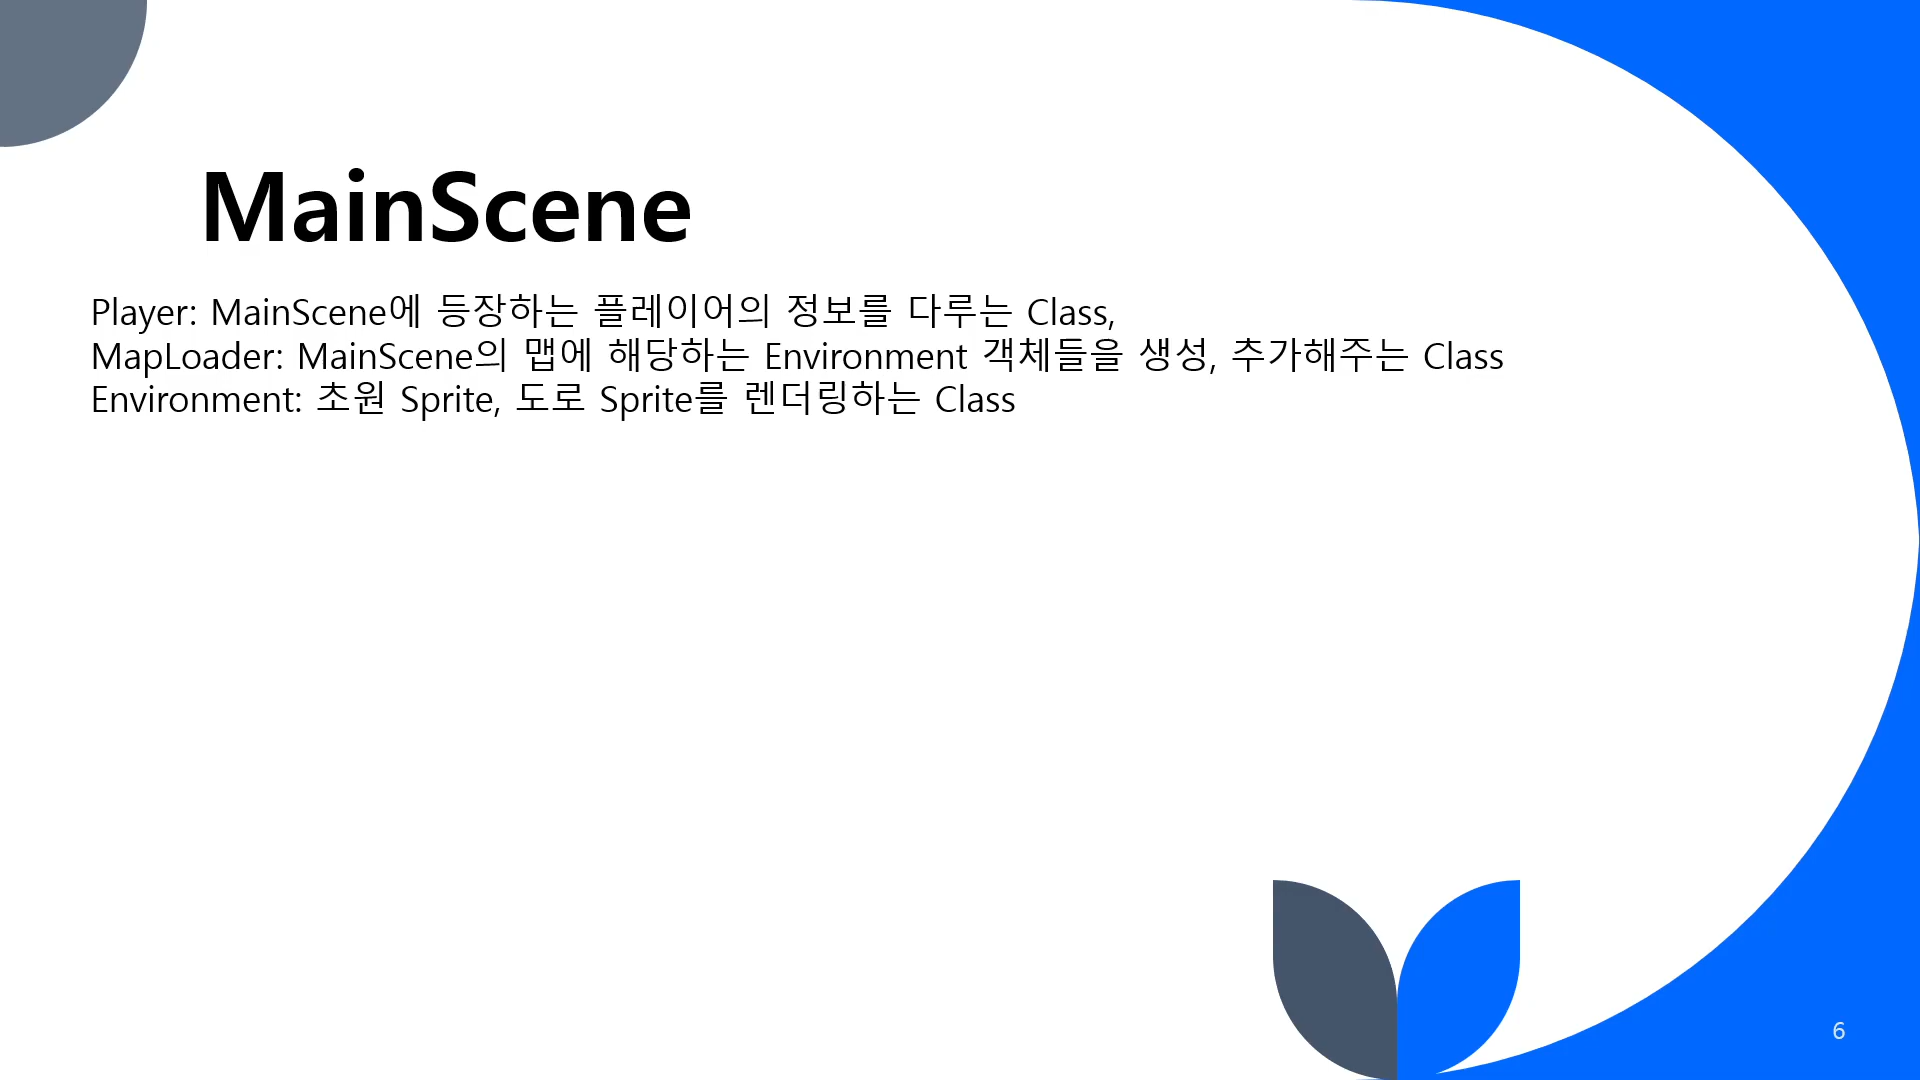 MainScene
Player: MainScene에 등장하는 플레이어의 정보를 다루는 Class,
MapLoader: MainScene의 맵에 해당하는 Environment 객체들을 생성, 추가해주는 Class
Environment: 초원 Sprite, 도로 Sprite를 렌더링하는 Class
6